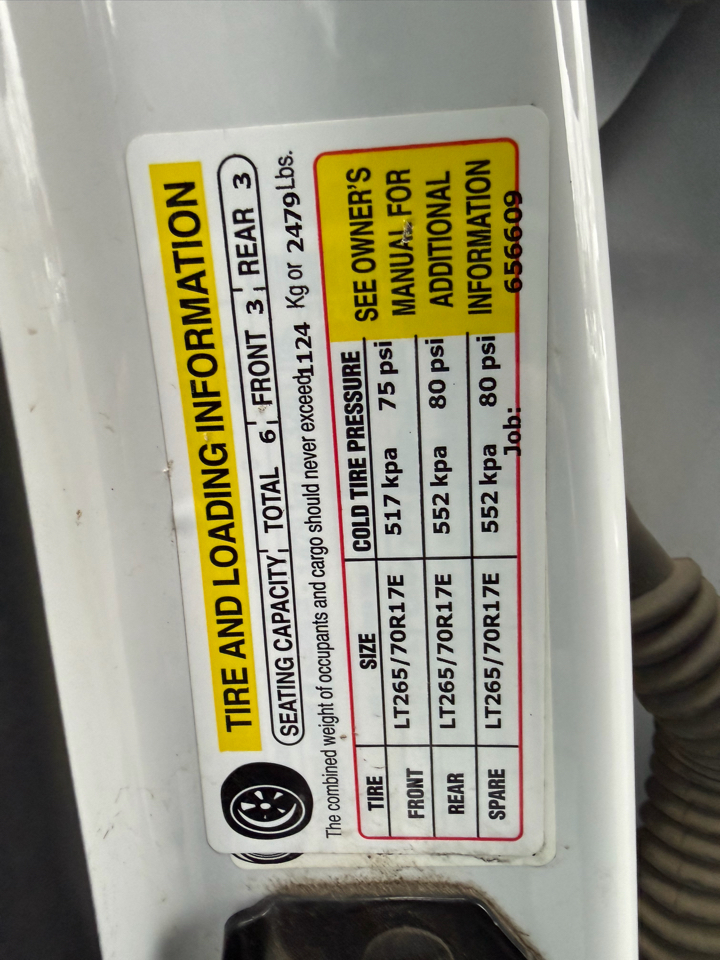 TIRE AND LOADING INFORMATION
SEATING CAPACITY TOTAL 6 FRONT 3 REAR 3
The combined weight of occupants and cargo should never exceed 1124 Kg or 2479 Lbs.
TIRE SIZE COLD TIRE PRESSURE
FRONT LT265/70R17E 517 kpa 75 psi
REAR LT265/70R17E 552 kpa 80 psi
SPARE LT265/70R17E 552 kpa 80 psi
SEE OWNER'S
MANUAL FOR
ADDITIONAL
INFORMATION
Job: 656609